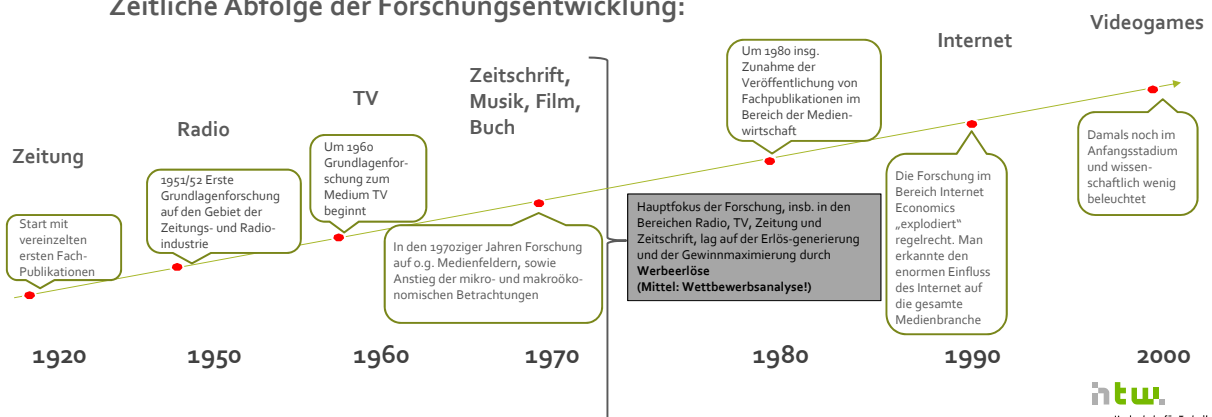 Zeitliche Abfolge der Forschungsentwicklung:
Zeitung
Start mit
vereinzelten
ersten Fach-
Publikationen
1920
Radio
1951/52 Erste
Grundlagenforschung
auf den Gebiet der
Zeitungs- und Radio-
industrie
1950
TV
Um 1960
Grundlagenfor-
schung zum
Medium TV
beginnt
1960
Zeitschrift,
Musik, Film,
Buch
In den 1970ziger Jahren Forschung
auf o.g. Medienfeldern, sowie
Anstieg der mikro- und makroöko-
nomischen Betrachtungen
1970
Hauptfokus der Forschung, insb. in den
Bereichen Radio, TV, Zeitung und
Zeitschrift, lag auf der Erlös-generierung
und der Gewinnmaximierung durch
Werbeerlöse
(Mittel: Wettbewerbsanalyse!)
Um 1980 insg.
Zunahme der
Veröffentlichung von
Fachpublikationen im
Bereich der Medien-
wirtschaft
1980
Internet
Die Forschung im
Bereich Internet
Economics
„explodiert“
regelrecht. Man
erkannte den
enormen Einfluss
des Internet auf
die gesamte
Medienbranche
1990
Videogames
Damals noch im
Anfangsstadium
und wissen-
schaftlich wenig
beleuchtet
2000
htw.